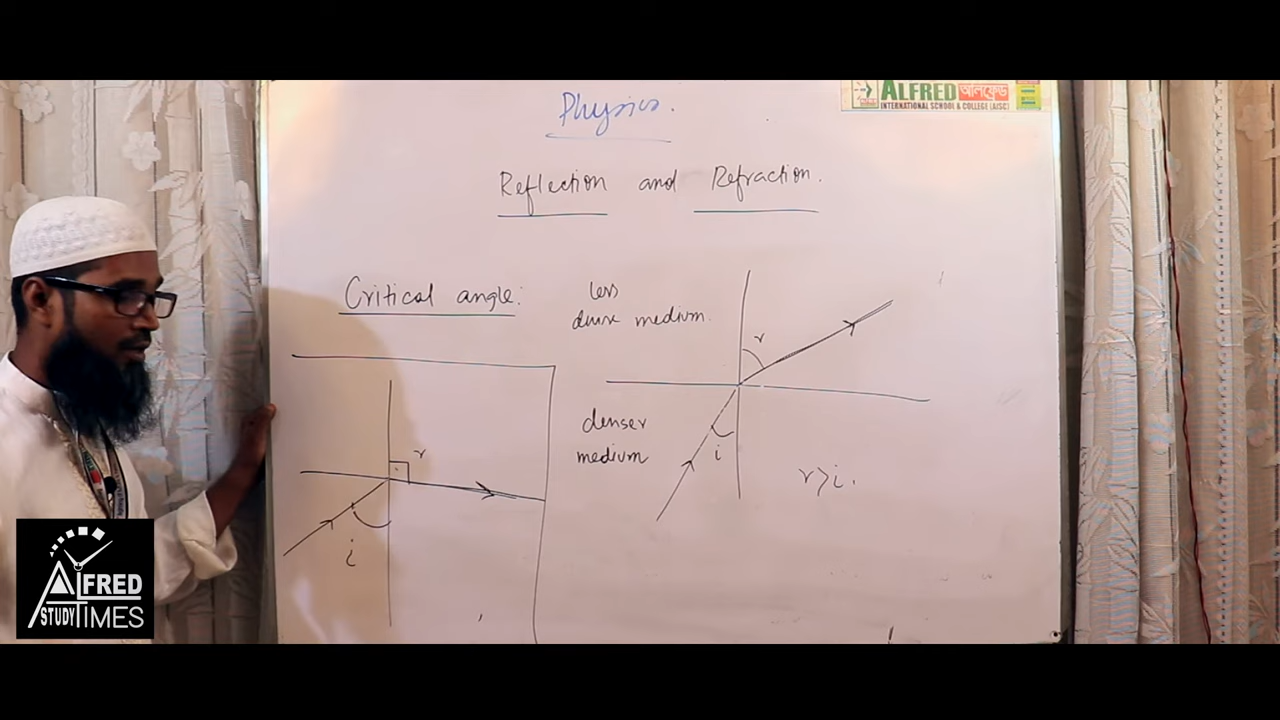 Physics.
ALFRED আলফ্রেড
INTERNATIONAL SCHOOL & COLLEGE (AISC)
Reflection and Refraction.
Critical angle:
less
dense medium.
r
denser
medium
i
r>i.
r
i
ALFRED
STUDY TIMES